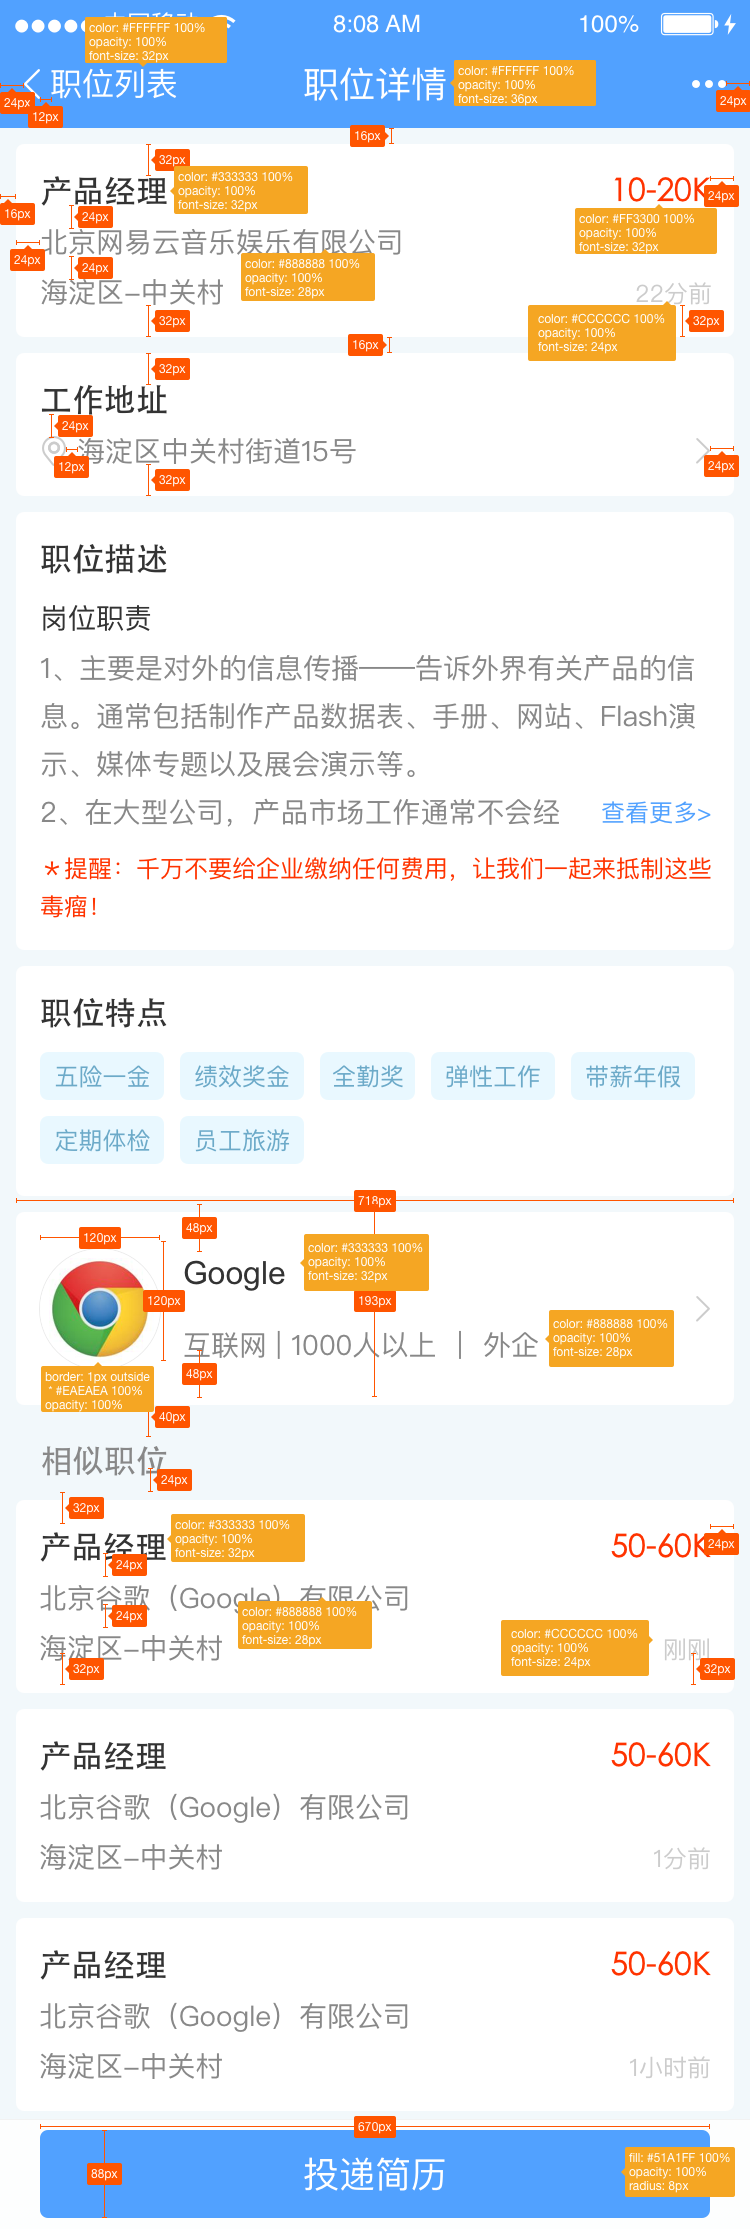 中国移动
8:08 AM
100%
color: #FFFFFF 100%
opacity: 100%
font-size: 32px
职位列表
职位详情
color: #FFFFFF 100%
opacity: 100%
font-size: 36px
24px
12px
24px
16px
32px
产品经理
color: #333333 100%
opacity: 100%
font-size: 32px
10-20K
24px
16px
24px
color: #FF3300 100%
opacity: 100%
font-size: 32px
北京网易云音乐娱乐有限公司
24px
24px
color: #888888 100%
opacity: 100%
font-size: 28px
海淀区–中关村
22分前
32px
color: #CCCCCC 100%
opacity: 100%
font-size: 24px
32px
16px
32px
工作地址
24px
海淀区中关村街道15号
12px
24px
32px
职位描述
岗位职责
1、主要是对外的信息传播——告诉外界有关产品的信
息。通常包括制作产品数据表、手册、网站、Flash演
示、媒体专题以及展会演示等。
2、在大型公司，产品市场工作通常不会经 查看更多>
＊提醒：千万不要给企业缴纳任何费用，让我们一起来抵制这些
毒瘤！
职位特点
五险一金 绩效奖金 全勤奖 弹性工作 带薪年假
定期体检 员工旅游
718px
48px
120px
color: #333333 100%
opacity: 100%
font-size: 32px
Google
120px
193px
color: #888888 100%
opacity: 100%
font-size: 28px
互联网 | 1000人以上 | 外企
48px
border: 1px outside
* #EAEAEA 100%
opacity: 100%
40px
相似职位
24px
32px
产品经理
color: #333333 100%
opacity: 100%
font-size: 32px
50-60K
24px
24px
北京谷歌（Google）有限公司
24px
color: #888888 100%
opacity: 100%
font-size: 28px
color: #CCCCCC 100%
opacity: 100%
font-size: 24px
海淀区–中关村
刚刚
32px
32px
产品经理
50-60K
北京谷歌（Google）有限公司
海淀区–中关村
1分前
产品经理
50-60K
北京谷歌（Google）有限公司
海淀区–中关村
1小时前
670px
投递简历
88px
fill: #51A1FF 100%
opacity: 100%
radius: 8px